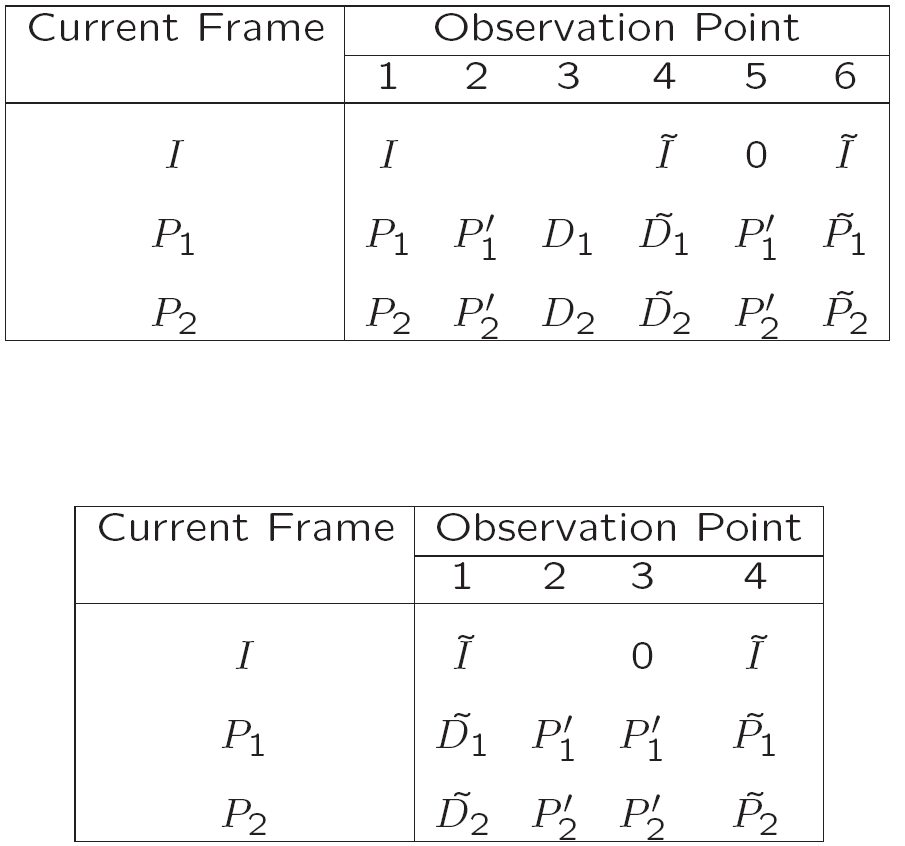 Current Frame Observation Point
1 2 3 4 5 6
I I Ĩ 0 Ĩ
P₁ P₁ P′₁ D₁ D̃₁ P′₁ P̃₁
P₂ P₂ P′₂ D₂ D̃₂ P′₂ P̃₂
Current Frame Observation Point
1 2 3 4
I Ĩ 0 Ĩ
P₁ D̃₁ P′₁ P′₁ P̃₁
P₂ D̃₂ P′₂ P′₂ P̃₂